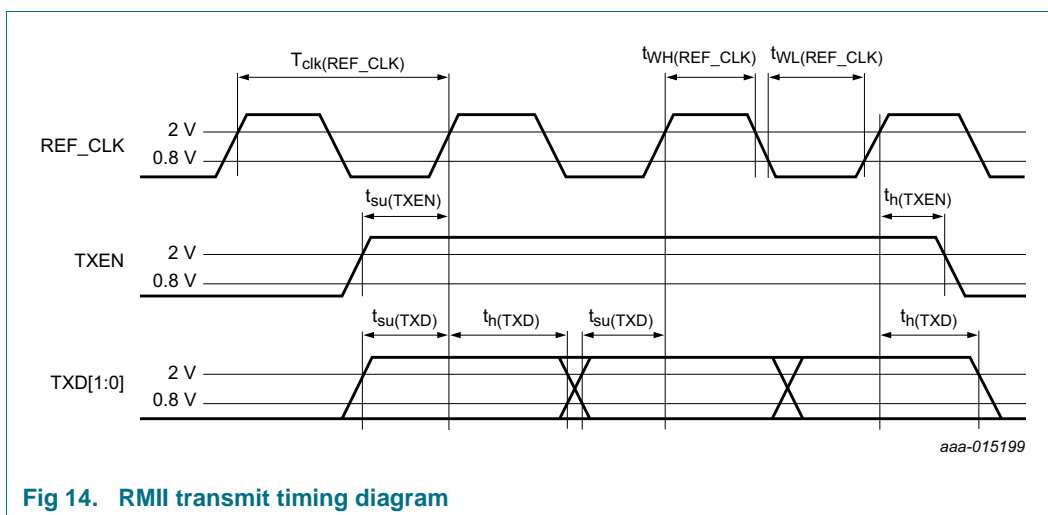 Tclk(REF_CLK)
tWH(REF_CLK) tWL(REF_CLK)
REF_CLK
2 V
0.8 V
tsu(TXEN)
th(TXEN)
TXEN
2 V
0.8 V
tsu(TXD) th(TXD) tsu(TXD) th(TXD)
TXD[1:0]
2 V
0.8 V
aaa-015199
Fig 14. RMII transmit timing diagram